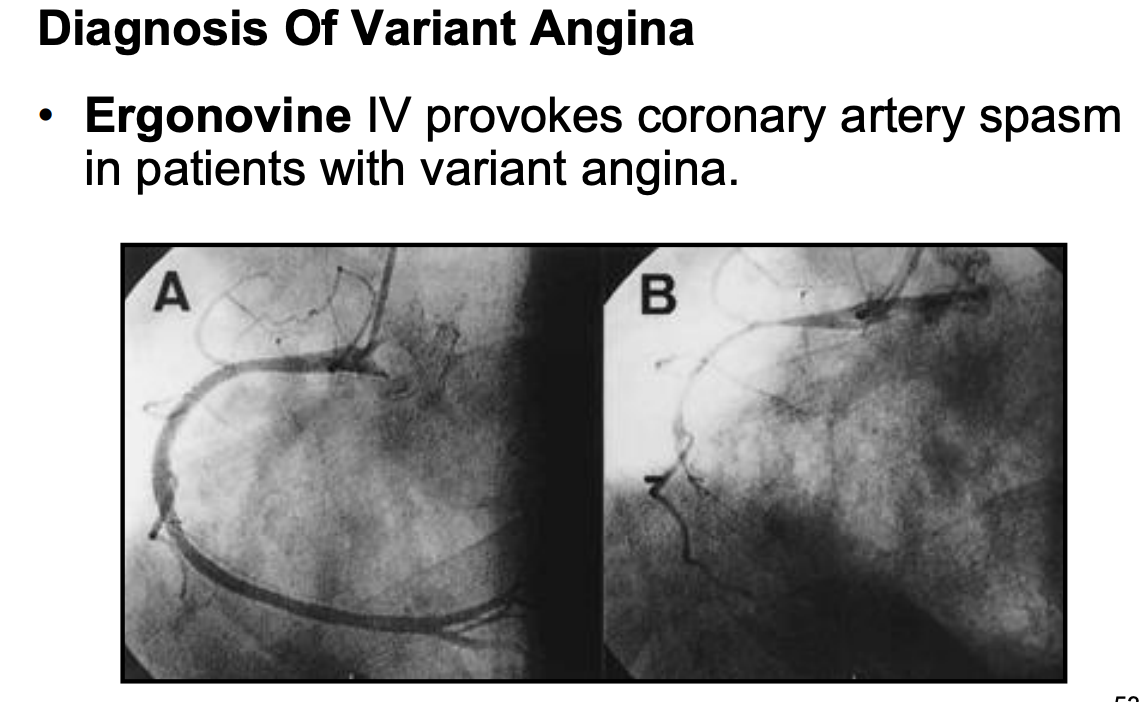 Diagnosis Of Variant Angina
• Ergonovine IV provokes coronary artery spasm
in patients with variant angina.
A
B